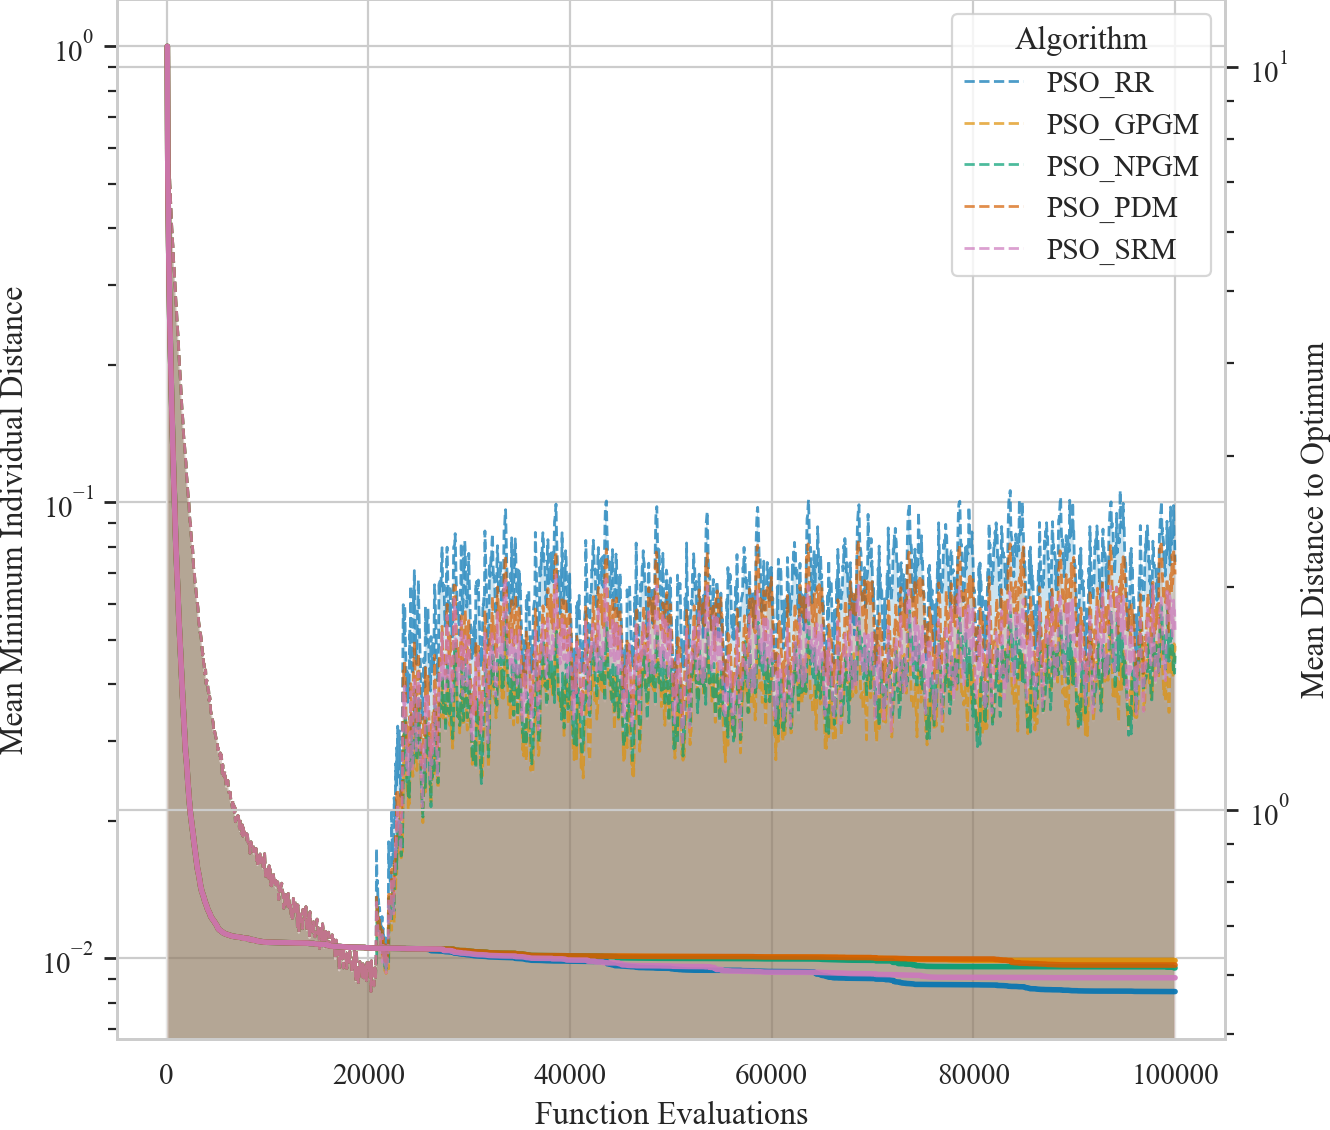 Mean Minimum Individual Distance
10^0
10^−1
10^−2
Algorithm
PSO_RR
PSO_GPGM
PSO_NPGM
PSO_PDM
PSO_SRM
10^1
10^0
Mean Distance to Optimum
0 20000 40000 60000 80000 100000
Function Evaluations